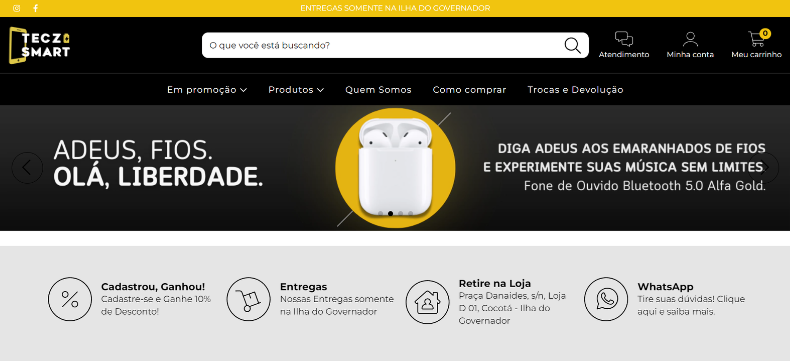 ENTREGAS SOMENTE NA ILHA DO GOVERNADOR
TECZ
SMART
O que você está buscando?
Atendimento
Minha conta
0
Meu carrinho
Em promoção
Produtos
Quem Somos
Como comprar
Trocas e Devolução
ADEUS, FIOS.
OLÁ, LIBERDADE.
DIGA ADEUS AOS EMARANHADOS DE FIOS
E EXPERIMENTE SUAS MÚSICA SEM LIMITES
Fone de Ouvido Bluetooth 5.0 Alfa Gold.
Cadastrou, Ganhou!
Cadastre-se e Ganhe 10%
de Desconto!
Entregas
Nossas Entregas somente
na Ilha do Governador
Retire na Loja
Praça Danaides, s/n, Loja
D 01, Cocotá - Ilha do
Governador
WhatsApp
Tire suas dúvidas! Clique
aqui e saiba mais.